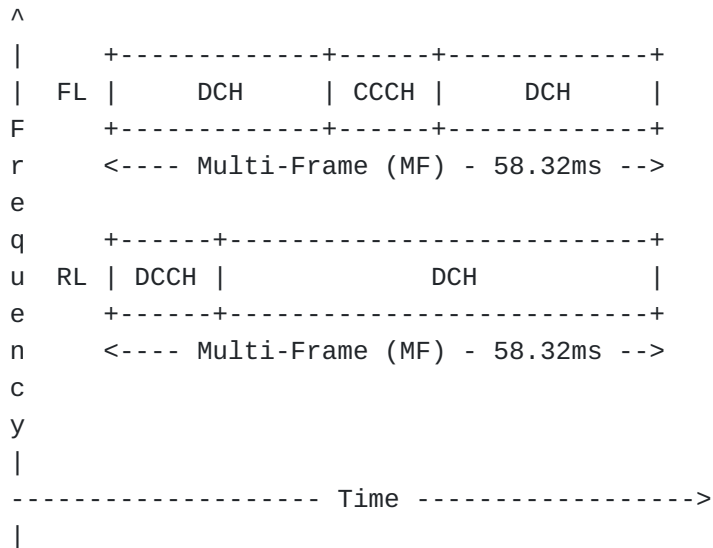 ^
|     +-------------+------+-------------+
|  FL |     DCH     | CCCH |     DCH     |
F     +-------------+------+-------------+
r     <---- Multi-Frame (MF) - 58.32ms -->
e
q     +------+---------------------------+
u  RL | DCCH |             DCH           |
e     +------+---------------------------+
n     <---- Multi-Frame (MF) - 58.32ms -->
c
y
|
-------------------- Time ------------------>
|